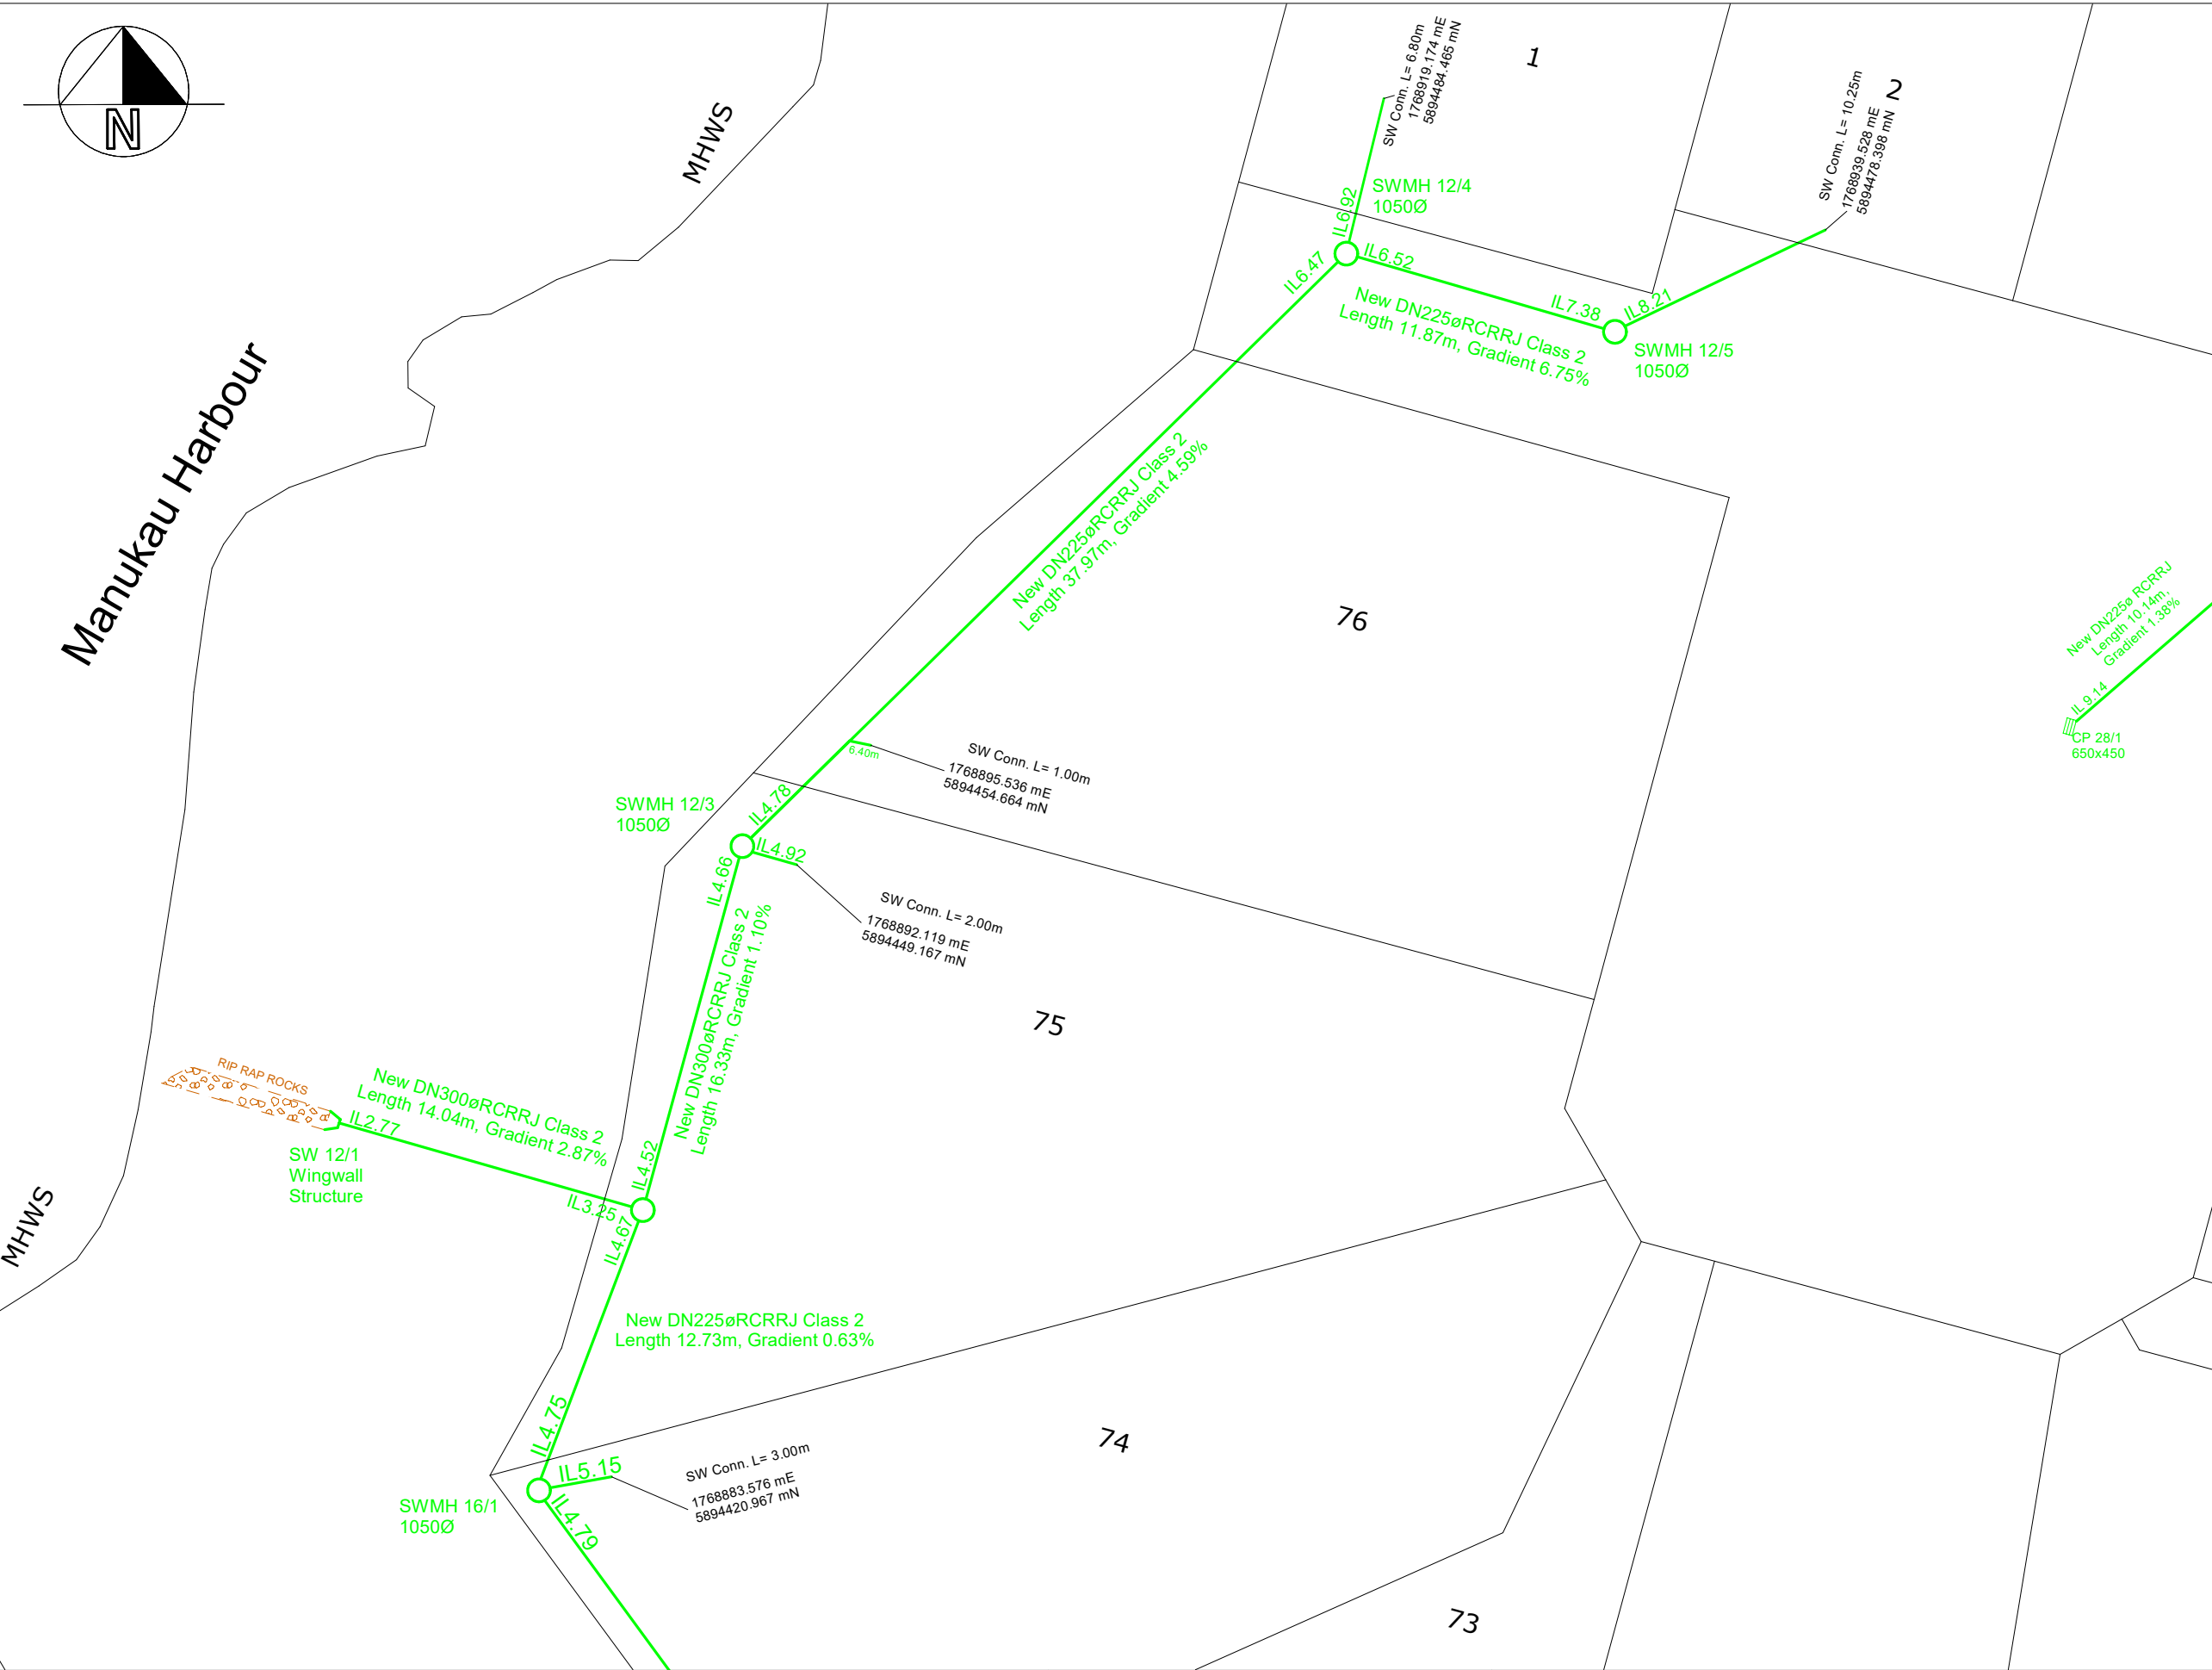 N
MHWS
Manukau Harbour
1
2
SW Conn. L= 6.80m
1768919.174 mE
5894484.465 mN
SW Conn. L= 10.25m
1768939.528 mE
5894478.398 mN
SWMH 12/4
1050Ø
IL6.92
IL6.47
IL6.52
IL7.38
IL8.21
New DN225øRCRRJ Class 2
Length 11.87m, Gradient 6.75%
SWMH 12/5
1050Ø
New DN225øRCRRJ Class 2
Length 37.97m, Gradient 4.59%
76
New DN225ø RCRRJ
Length 10.14m,
Gradient 1.38%
IL9.14
CP 28/1
650x450
6.40m
SW Conn. L= 1.00m
1768895.536 mE
5894454.664 mN
SWMH 12/3
1050Ø
IL4.78
IL4.92
IL4.66
SW Conn. L= 2.00m
1768892.119 mE
5894449.167 mN
New DN300øRCRRJ Class 2
Length 16.33m, Gradient 1.10%
75
RIP RAP ROCKS
New DN300øRCRRJ Class 2
Length 14.04m, Gradient 2.87%
IL2.77
SW 12/1
Wingwall
Structure
IL4.52
IL3.25
IL4.67
MHWS
New DN225øRCRRJ Class 2
Length 12.73m, Gradient 0.63%
IL4.75
74
IL5.15
SW Conn. L= 3.00m
1768883.576 mE
5894420.967 mN
SWMH 16/1
1050Ø
IL4.79
73